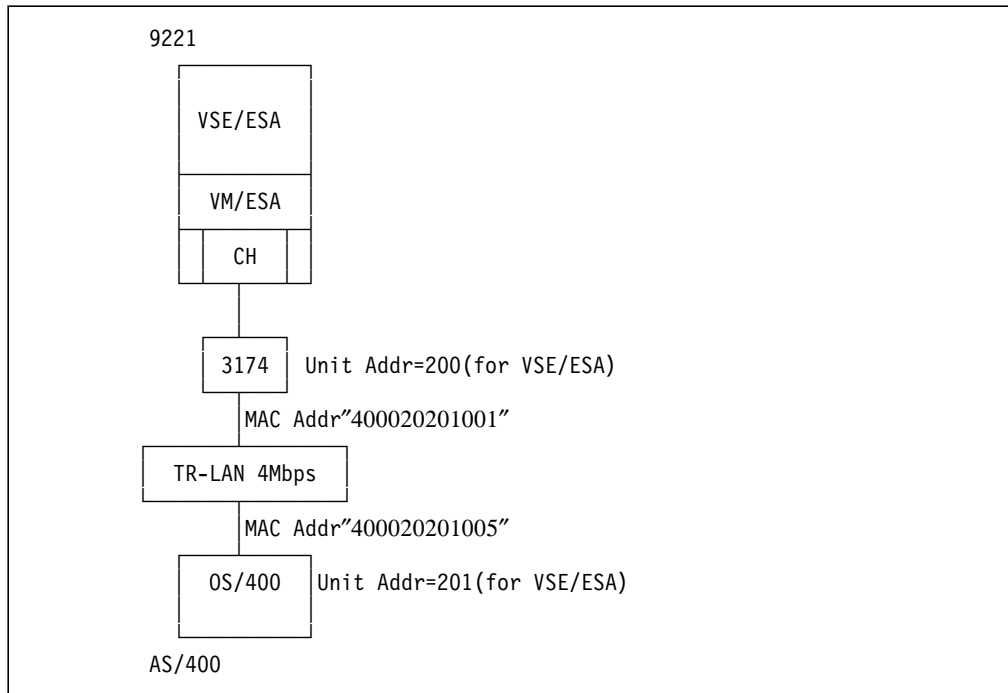 9221
VSE/ESA
VM/ESA
CH
3174 Unit Addr=200(for VSE/ESA)
MAC Addr″400020201001″
TR-LAN 4Mbps
MAC Addr″400020201005″
OS/400 Unit Addr=201(for VSE/ESA)
AS/400